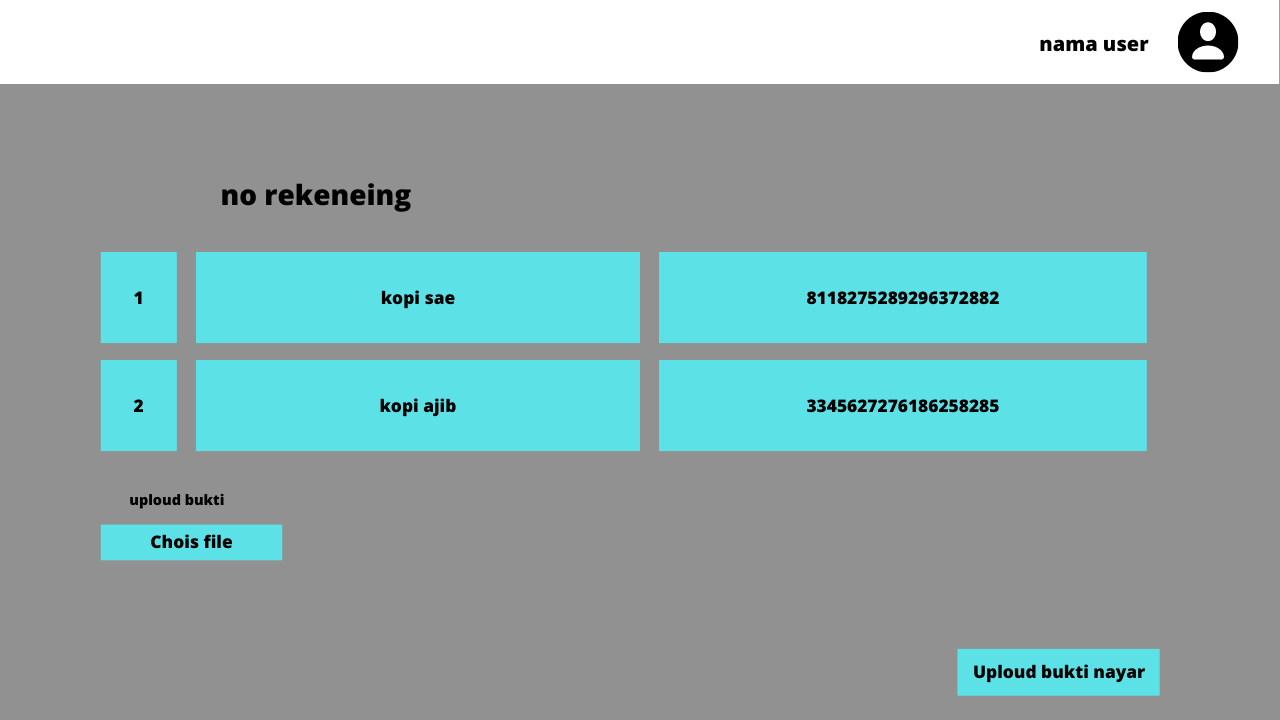 nama user
no rekeneing
1 kopi sae 8118275289296372882
2 kopi ajib 3345627276186258285
uploud bukti
Chois file
Uploud bukti nayar